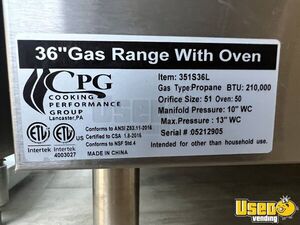 36"Gas Range With Oven
CPG
COOKING
PERFORMANCE
GROUP
Lancaster,PA
Item: 351S36L
Gas Type:Propane BTU: 210,000
Orifice Size: 51 Oven: 50
Manifold Pressure: 10" WC
Max.Pressure : 13" WC
Serial # 05212905
Intended for other than household use.
ETL
ETL
Intertek Intertek
4003027
Conforms to ANSI Z83.11-2016
Certified to CSA 1.8-2016
Conforms to NSF Std.4
MADE IN CHINA
Used
vending